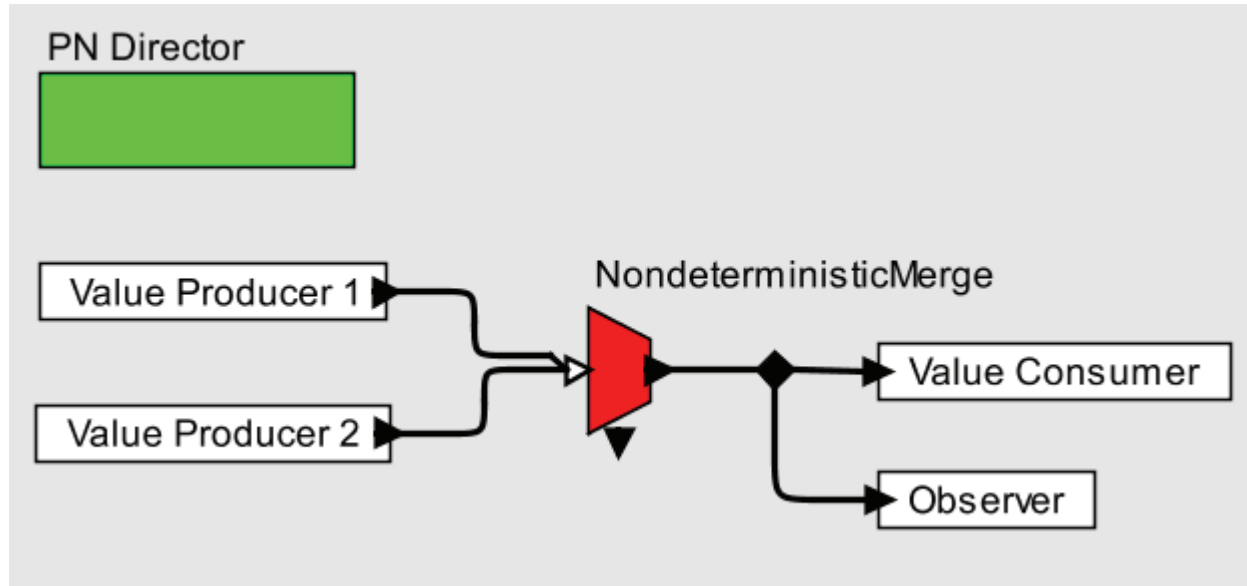 PN Director
Value Producer 1
NondeterministicMerge
Value Producer 2
Value Consumer
Observer